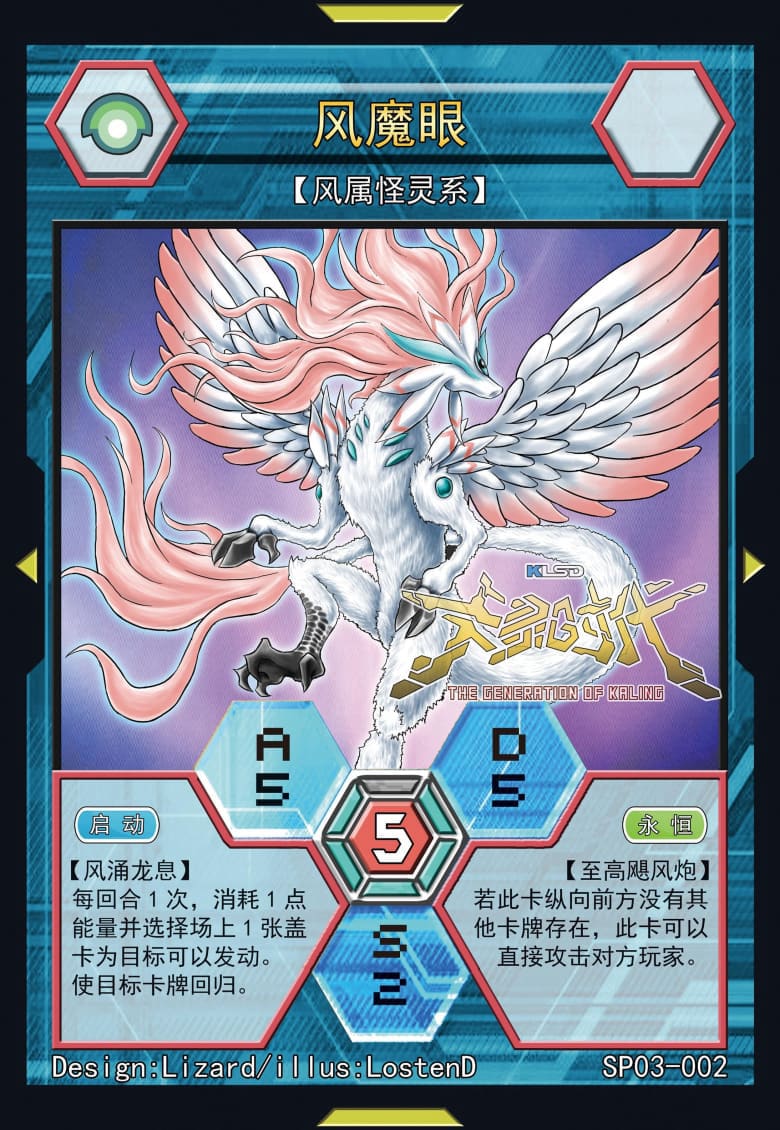 风魔眼
【风属怪灵系】
KLSD
THE GENERATION OF KALING
A
5
D
5
5
S
2
启动
【风涌龙息】
每回合1次，消耗1点
能量并选择场上1张盖
卡为目标可以发动。
使目标卡牌回归。
永恒
【至高飓风炮】
若此卡纵向前方没有其
他卡牌存在，此卡可以
直接攻击对方玩家。
Design:Lizard/illus:LostenD
SP03-002